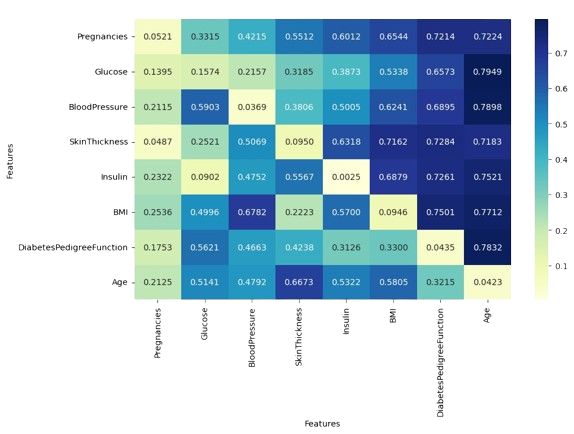 Pregnancies 0.0521 0.3315 0.4215 0.5512 0.6012 0.6544 0.7214 0.7224
Glucose 0.1395 0.1574 0.2157 0.3185 0.3873 0.5338 0.6573 0.7949
BloodPressure 0.2115 0.5903 0.0369 0.3806 0.5005 0.6241 0.6895 0.7898
SkinThickness 0.0487 0.2521 0.5069 0.0950 0.6318 0.7162 0.7284 0.7183
Insulin 0.2322 0.0902 0.4752 0.5567 0.0025 0.6879 0.7261 0.7521
BMI 0.2536 0.4996 0.6782 0.2223 0.5700 0.0946 0.7501 0.7712
DiabetesPedigreeFunction 0.1753 0.5621 0.4663 0.4238 0.3126 0.3300 0.0435 0.7832
Age 0.2125 0.5141 0.4792 0.6673 0.5322 0.5805 0.3215 0.0423
Features
Pregnancies
Glucose
BloodPressure
SkinThickness
Insulin
BMI
DiabetesPedigreeFunction
Age
Features
0.7
0.6
0.5
0.4
0.3
0.2
0.1